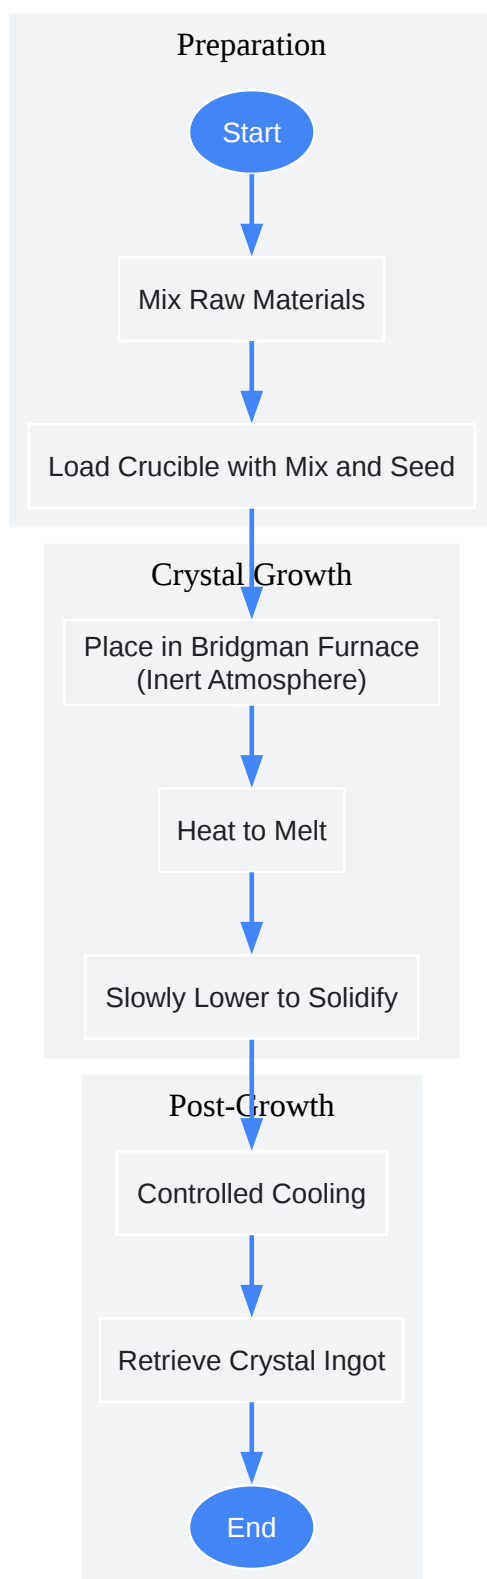 Preparation
Start
Mix Raw Materials
Load Crucible with Mix and Seed
Crystal Growth
Place in Bridgman Furnace
(Inert Atmosphere)
Heat to Melt
Slowly Lower to Solidify
Post-Growth
Controlled Cooling
Retrieve Crystal Ingot
End